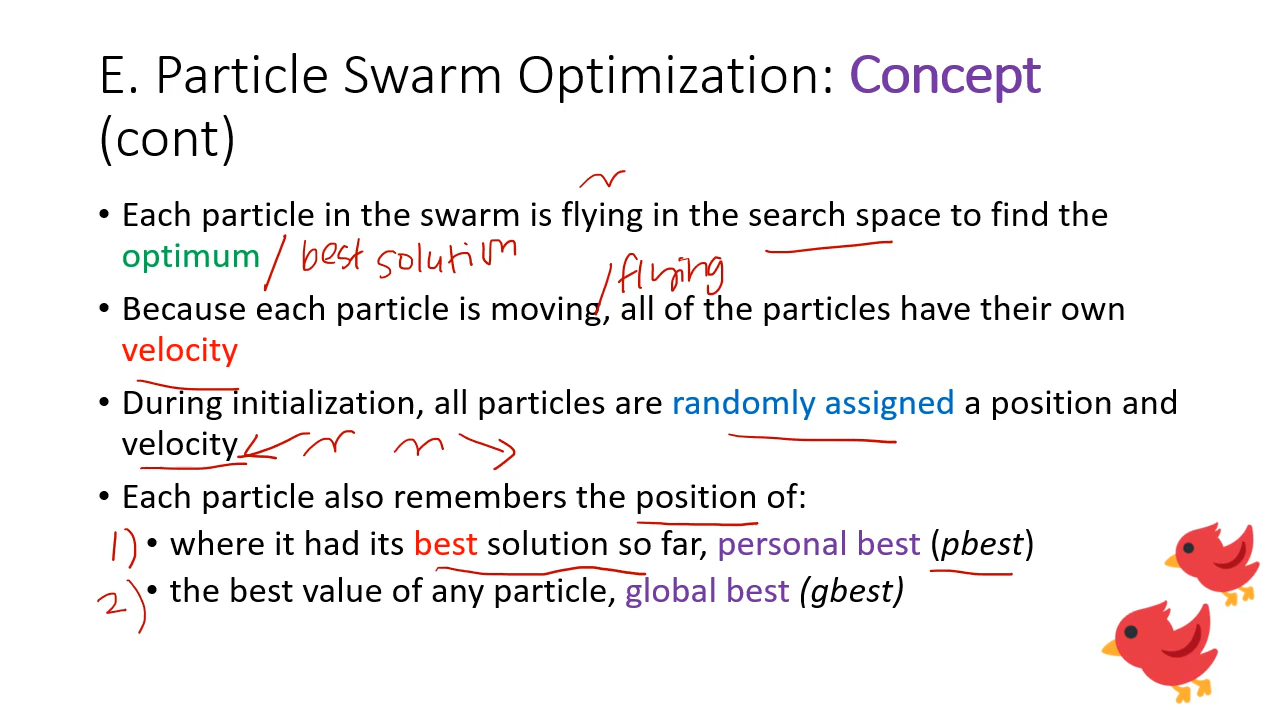 E. Particle Swarm Optimization: Concept
(cont)
• Each particle in the swarm is flying in the search space to find the
optimum / best solution
/ flying
• Because each particle is moving, all of the particles have their own
velocity
• During initialization, all particles are randomly assigned a position and
velocity
• Each particle also remembers the position of:
1) • where it had its best solution so far, personal best (pbest)
2) • the best value of any particle, global best (gbest)